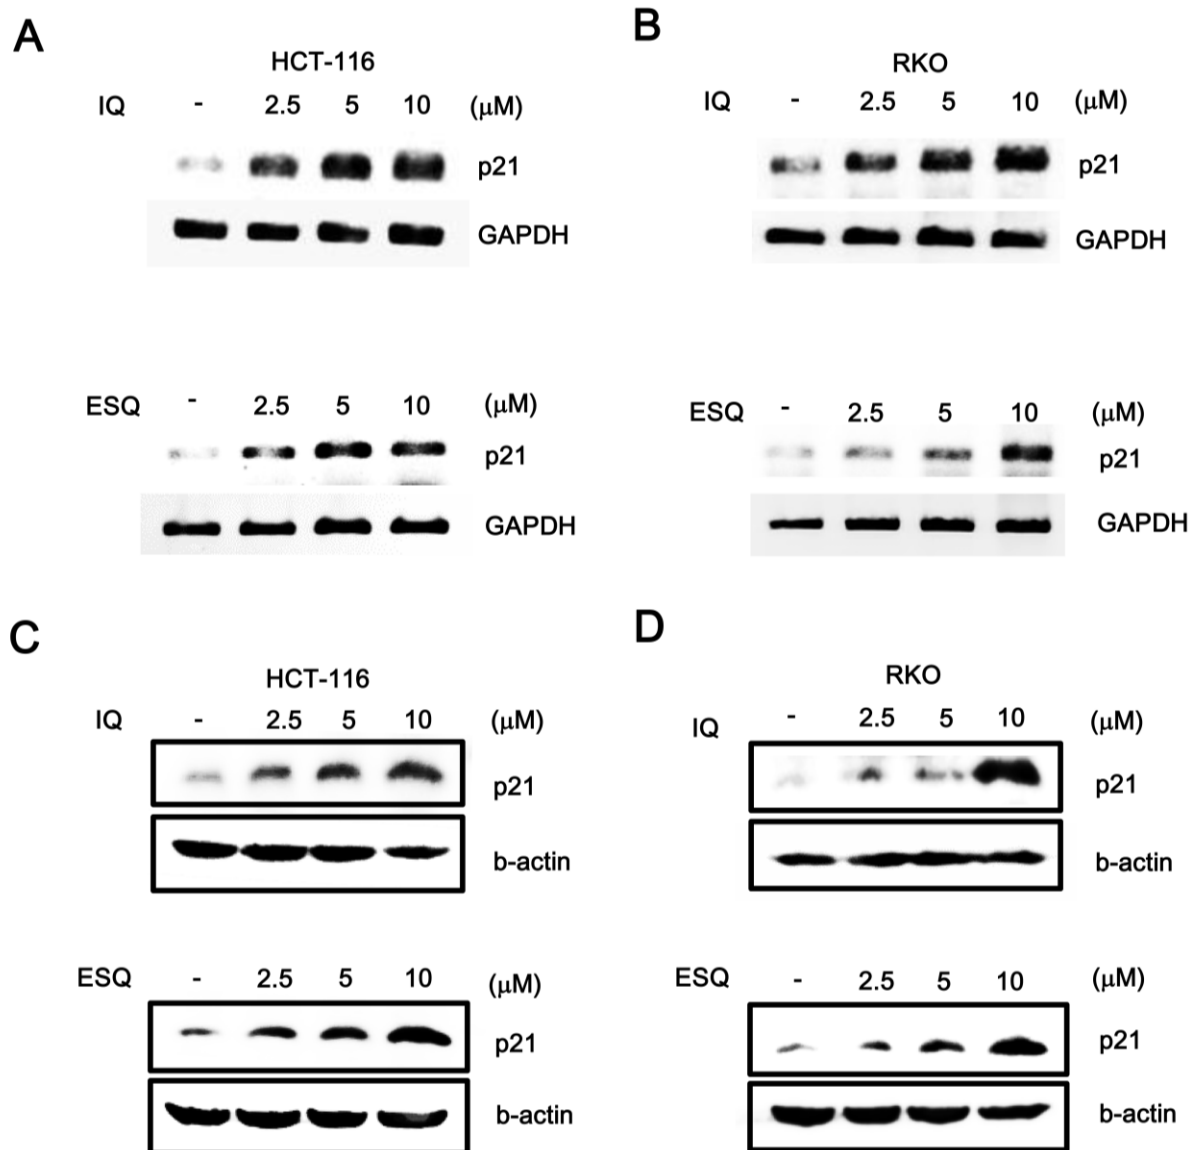 A
HCT-116
IQ - 2.5 5 10 (μM)
p21
GAPDH
ESQ - 2.5 5 10 (μM)
p21
GAPDH
B
RKO
IQ - 2.5 5 10 (μM)
p21
GAPDH
ESQ - 2.5 5 10 (μM)
p21
GAPDH
C
HCT-116
IQ - 2.5 5 10 (μM)
p21
b-actin
ESQ - 2.5 5 10 (μM)
p21
b-actin
D
RKO
IQ - 2.5 5 10 (μM)
p21
b-actin
ESQ - 2.5 5 10 (μM)
p21
b-actin